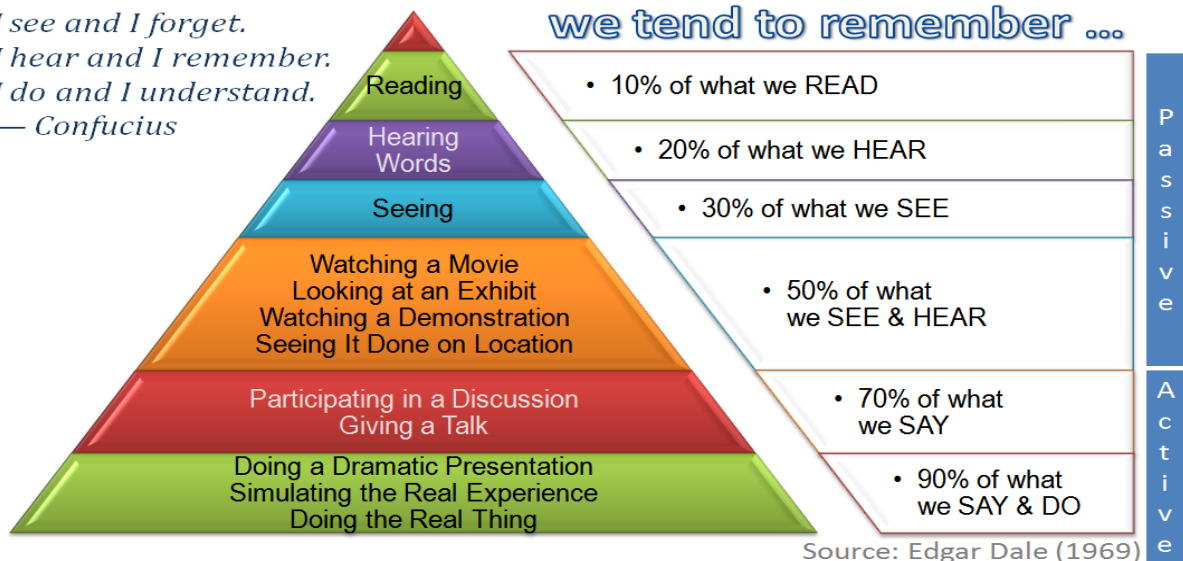 I see and I forget.
I hear and I remember.
I do and I understand.
— Confucius
we tend to remember ...
Reading
• 10% of what we READ
Hearing
Words
• 20% of what we HEAR
Seeing
• 30% of what we SEE
Watching a Movie
Looking at an Exhibit
Watching a Demonstration
Seeing It Done on Location
• 50% of what
we SEE & HEAR
Passive
Participating in a Discussion
Giving a Talk
• 70% of what
we SAY
Doing a Dramatic Presentation
Simulating the Real Experience
Doing the Real Thing
• 90% of what
we SAY & DO
Active
Source: Edgar Dale (1969)